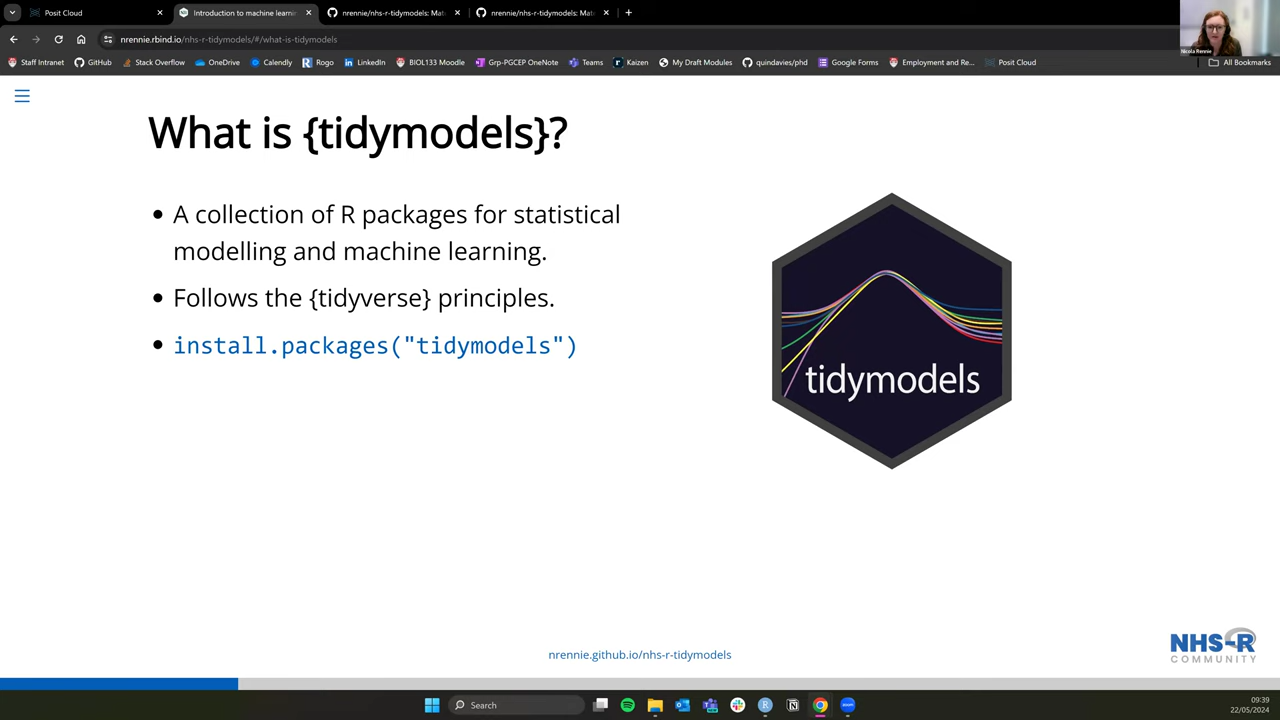 Posit Cloud
Introduction to machine learni
nrennie/nhs-r-tidymodels: Mat
nrennie/nhs-r-tidymodels: Mat
nrennie.rbind.io/nhs-r-tidymodels/#/what-is-tidymodels
Staff Intranet
GitHub
Stack Overflow
OneDrive
Calendly
Rogo
LinkedIn
BIOL133 Moodle
Grp-PGCEP OneNote
Teams
Kaizen
My Draft Modules
quindavies/phd
Google Forms
Employment and Re...
Posit Cloud
All Bookmarks
Nicola Rennie
What is {tidymodels}?
A collection of R packages for statistical
modelling and machine learning.
Follows the {tidyverse} principles.
install.packages("tidymodels")
tidymodels
nrennie.github.io/nhs-r-tidymodels
NHS-R
COMMUNITY
Search
09:39
22/05/2024